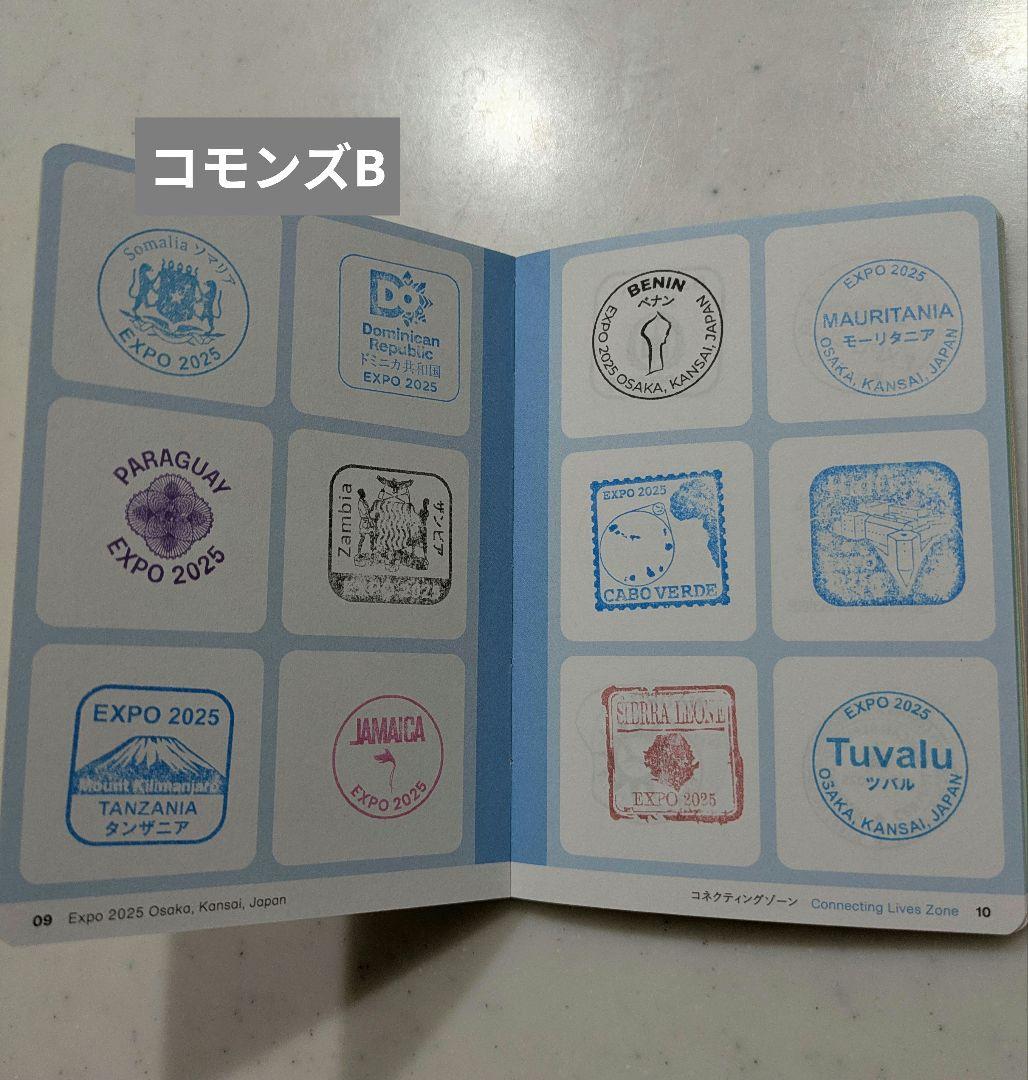 コモンズB
Somalia ソマリア
EXPO 2025
DO
Dominican
Republic
ドミニカ共和国
EXPO 2025
PARAGUAY
EXPO 2025
Zambia
ザンビア
EXPO 2025
Mount Kilimanjaro
TANZANIA
タンザニア
JAMAICA
EXPO 2025
09 Expo 2025 Osaka, Kansai, Japan
BENIN
ベナン
EXPO 2025 OSAKA, KANSAI, JAPAN
EXPO 2025
MAURITANIA
モーリタニア
OSAKA, KANSAI, JAPAN
EXPO 2025
CABO VERDE
SIERRA LEONE
EXPO 2025
EXPO 2025
Tuvalu
ツバル
OSAKA, KANSAI, JAPAN
コネクティングゾーン Connecting Lives Zone 10